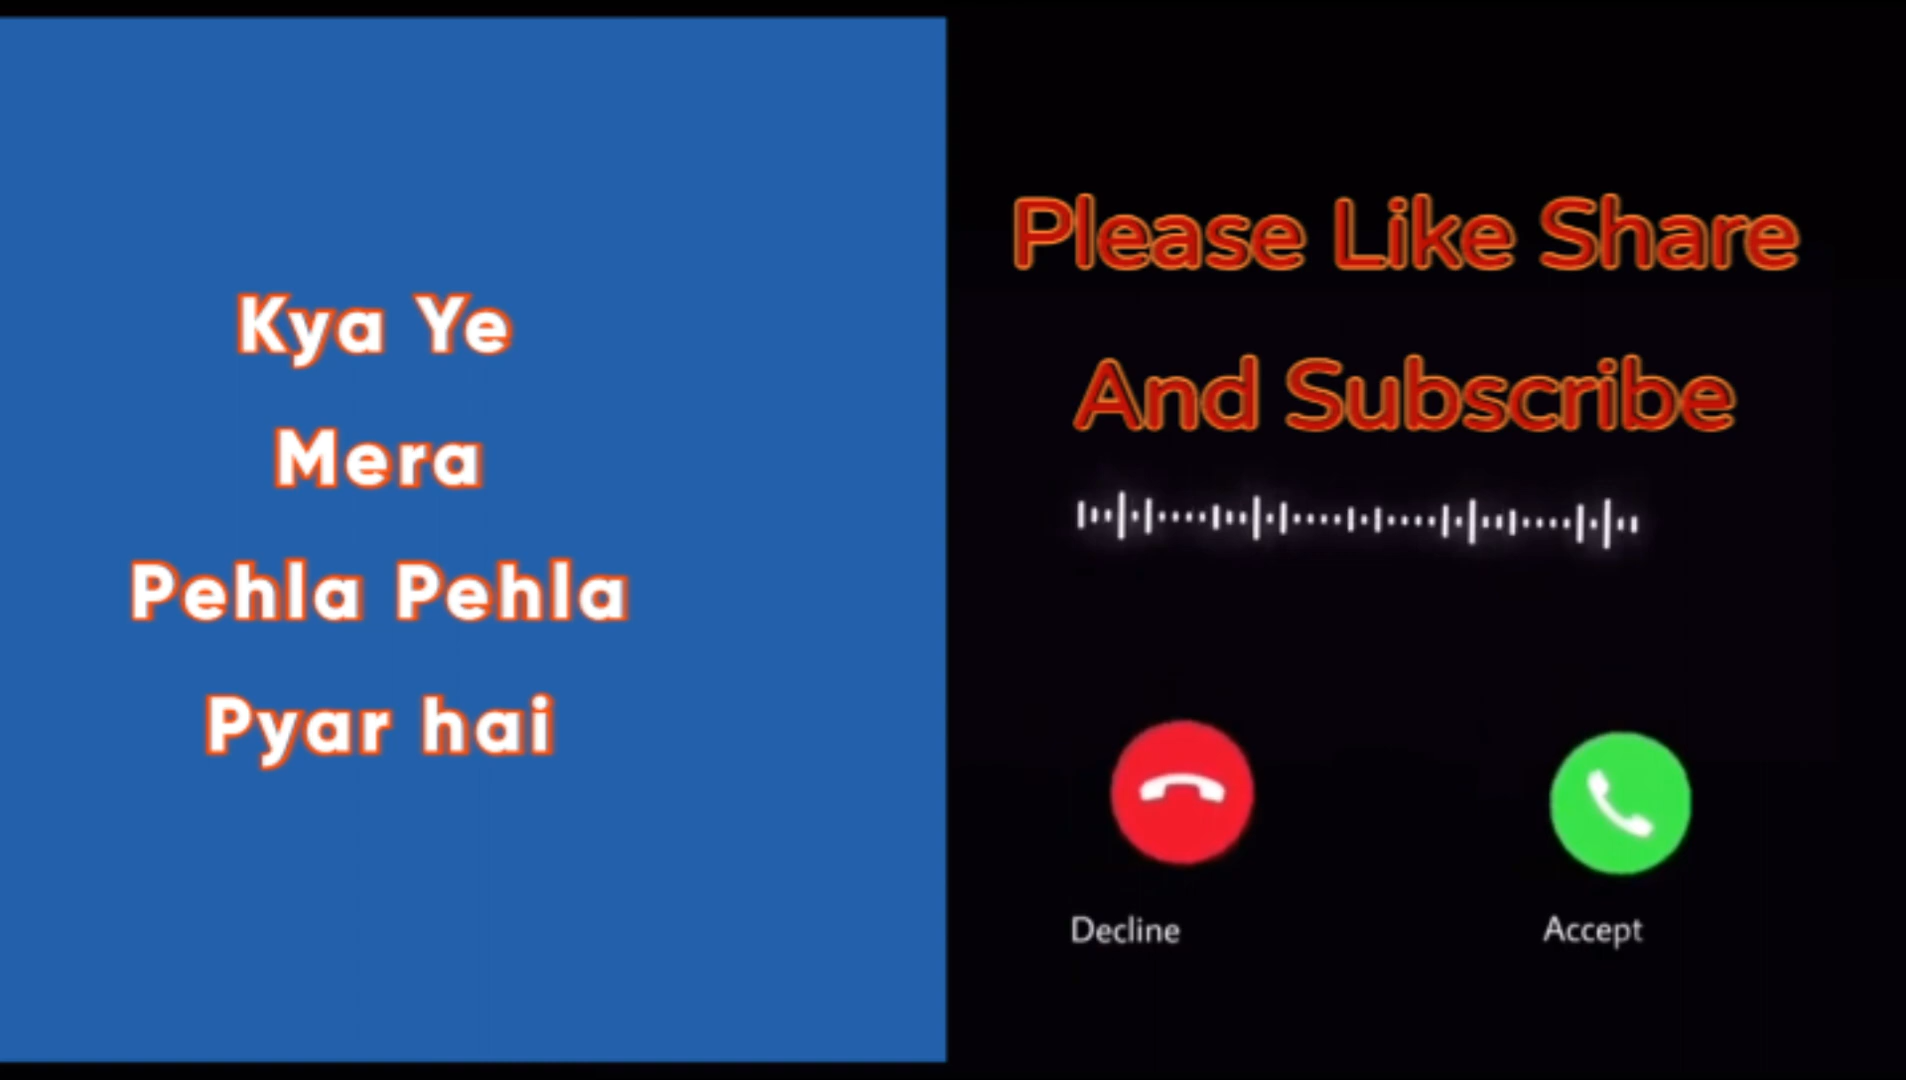 Kya Ye
Mera
Pehla Pehla
Pyar hai
Please Like Share
And Subscribe
Decline
Accept